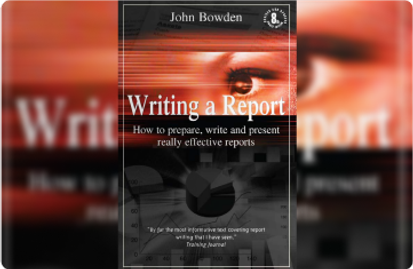 John Bowden
8
Writing a Report
How to prepare, write and present
really effective reports
"By far the most informative text covering report
writing that I have seen."
Training Journal